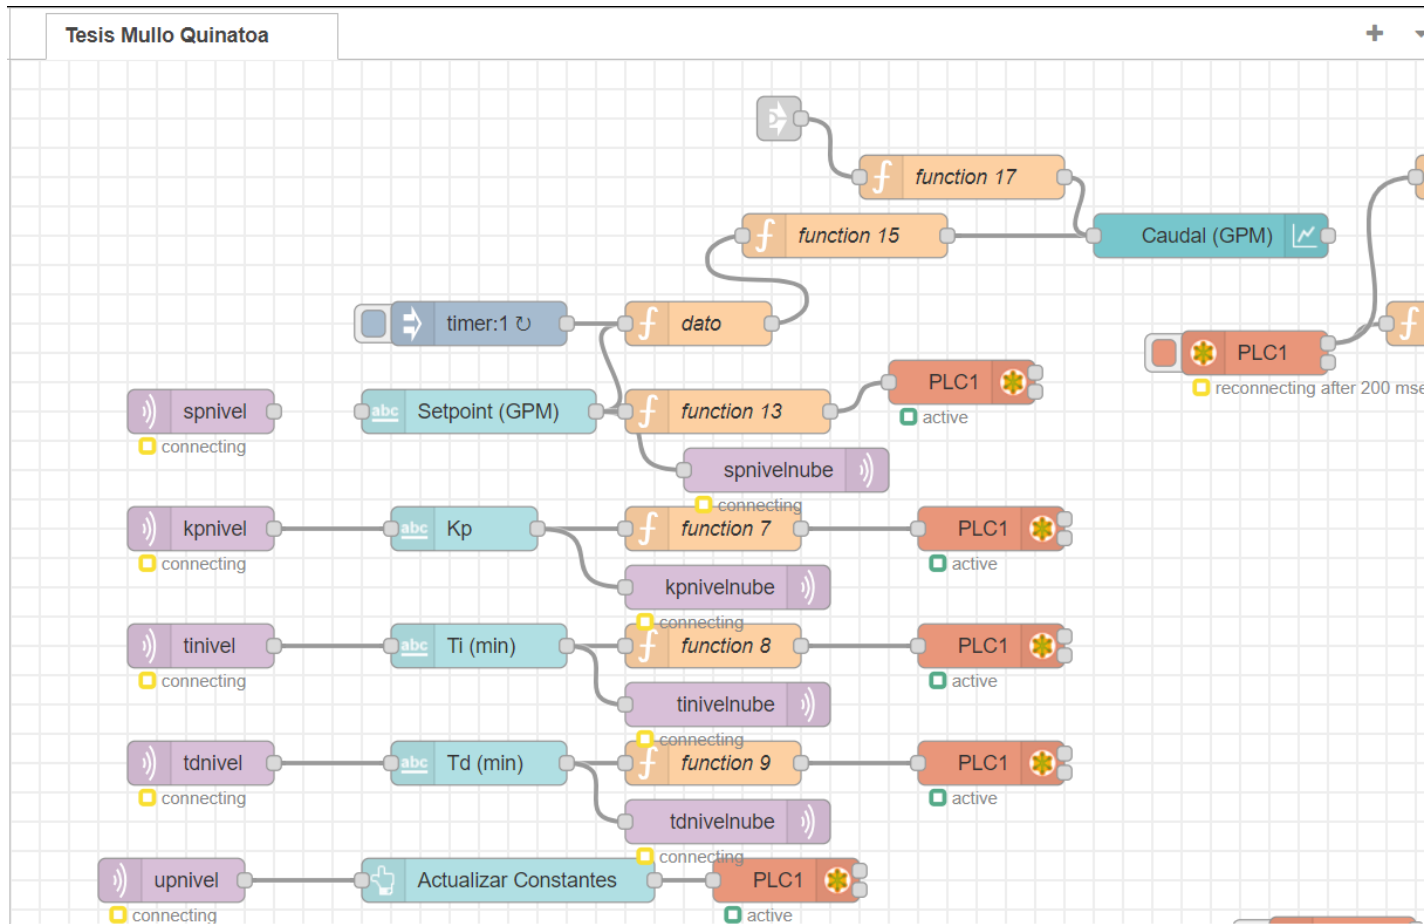 Tesis Mullo Quinatoa
function 17
function 15
Caudal (GPM)
timer:1 ↻
dato
PLC1
reconnecting after 200 mse
PLC1
active
spnivel
connecting
Setpoint (GPM)
function 13
spnivelnube
connecting
kpnivel
connecting
Kp
function 7
PLC1
active
kpnivelnube
connecting
tinivel
connecting
Ti (min)
function 8
PLC1
active
tinivelnube
connecting
tdnivel
connecting
Td (min)
function 9
PLC1
active
tdnivelnube
connecting
upnivel
connecting
Actualizar Constantes
PLC1
active